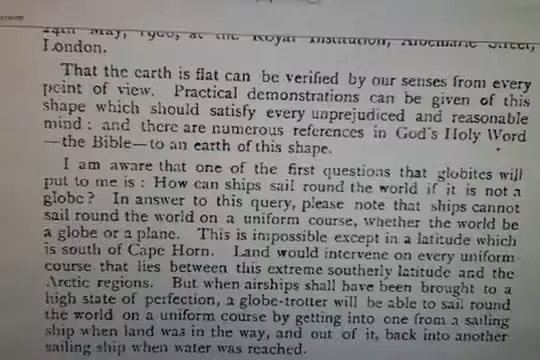 24th May, 1900, at the Royal Institution, Albemarle Street,
London.
That the earth is flat can be verified by our senses from every
point of view. Practical demonstrations can be given of this
shape which should satisfy every unprejudiced and reasonable
mind : and there are numerous references in God's Holy Word
—the Bible—to an earth of this shape.
I am aware that one of the first questions that globites will
put to me is : How can ships sail round the world if it is not a
globe? In answer to this query, please note that ships cannot
sail round the world on a uniform course, whether the world be
a globe or a plane. This is impossible except in a latitude which
is south of Cape Horn. Land would intervene on every uniform
course that lies between this extreme southerly latitude and the
Arctic regions. But when airships shall have been brought to a
high state of perfection, a globe-trotter will be able to sail round
the world on a uniform course by getting into one from a sailing
ship when land was in the way, and out of it, back into another
sailing ship when water was reached.